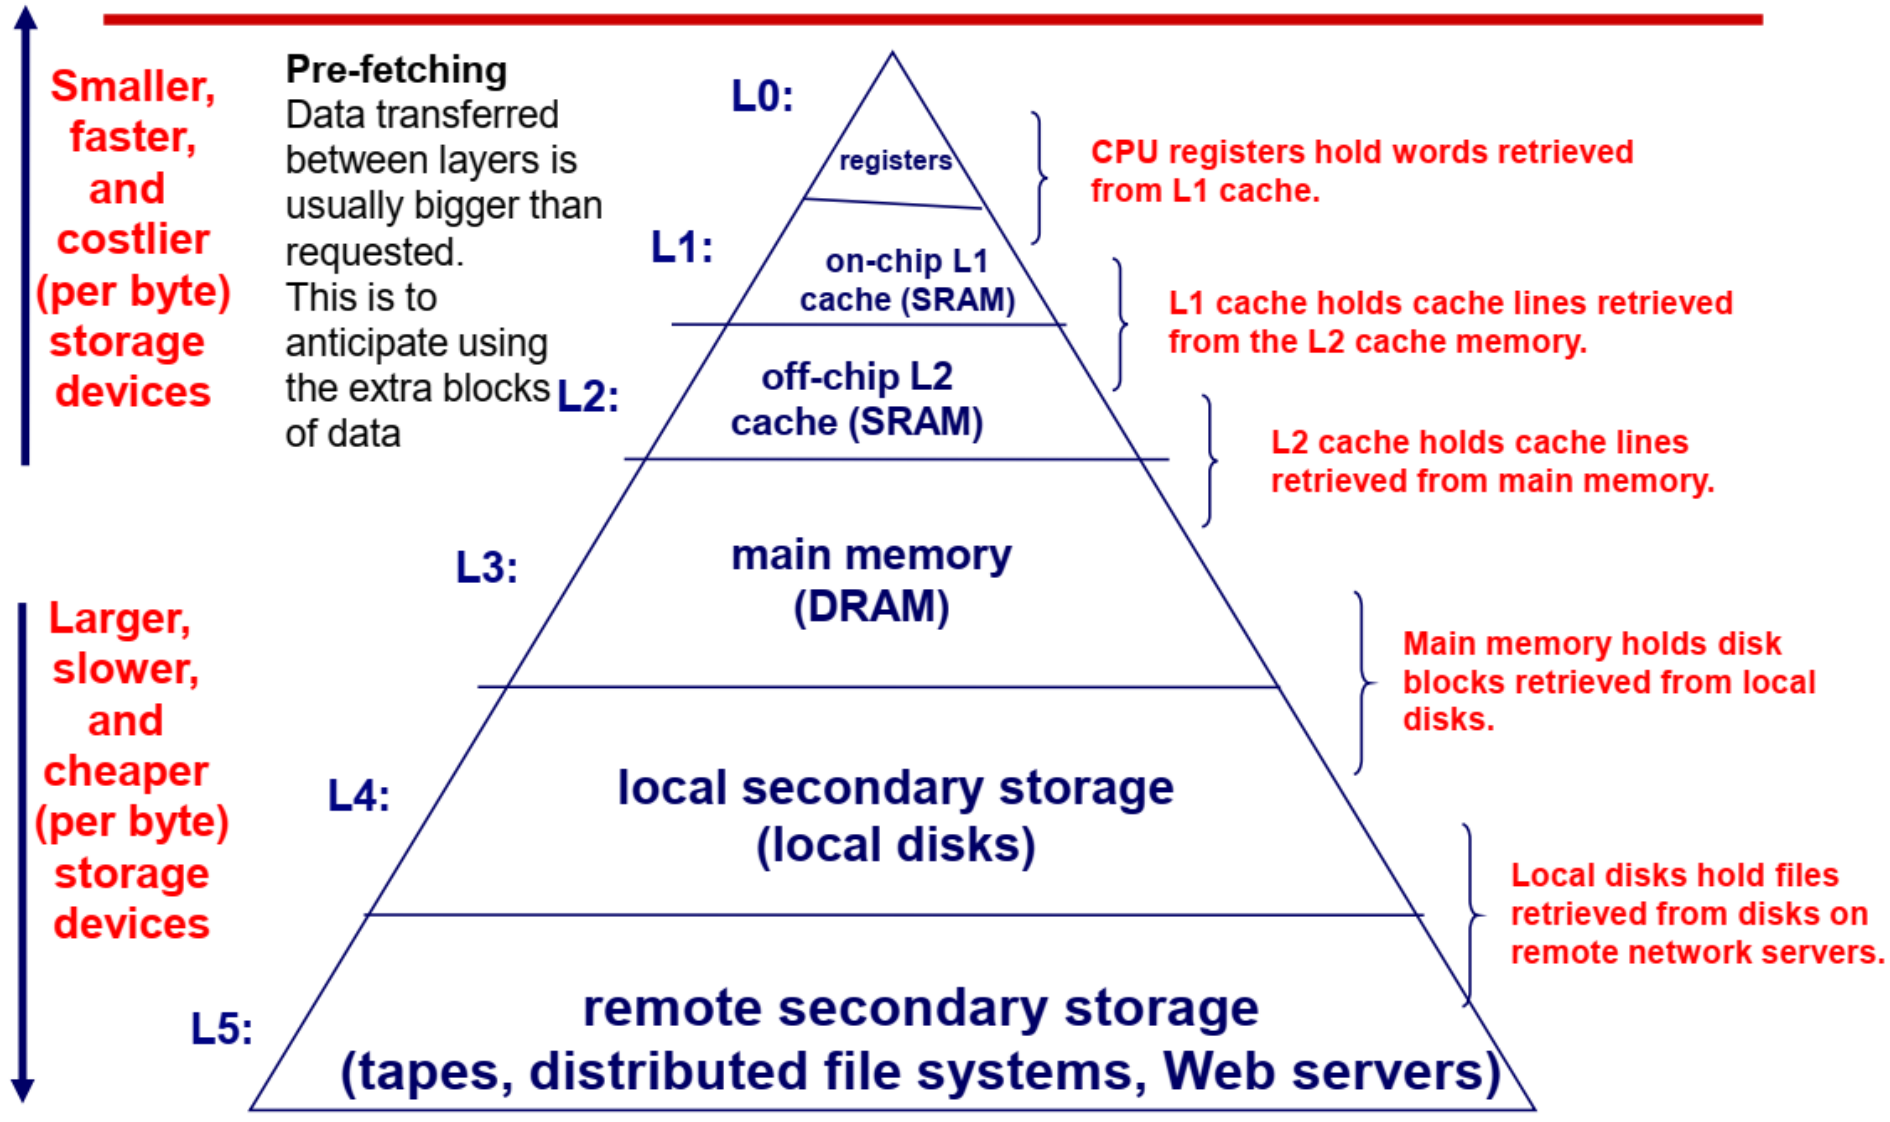 Smaller,
faster,
and
costlier
(per byte)
storage
devices
Pre-fetching
Data transferred
between layers is
usually bigger than
requested.
This is to
anticipate using
the extra blocks
of data
L0:
registers
CPU registers hold words retrieved
from L1 cache.
L1:
on-chip L1
cache (SRAM)
L1 cache holds cache lines retrieved
from the L2 cache memory.
L2:
off-chip L2
cache (SRAM)
L2 cache holds cache lines
retrieved from main memory.
Larger,
slower,
and
cheaper
(per byte)
storage
devices
L3:
main memory
(DRAM)
Main memory holds disk
blocks retrieved from local
disks.
L4:
local secondary storage
(local disks)
Local disks hold files
retrieved from disks on
remote network servers.
L5:
remote secondary storage
(tapes, distributed file systems, Web servers)